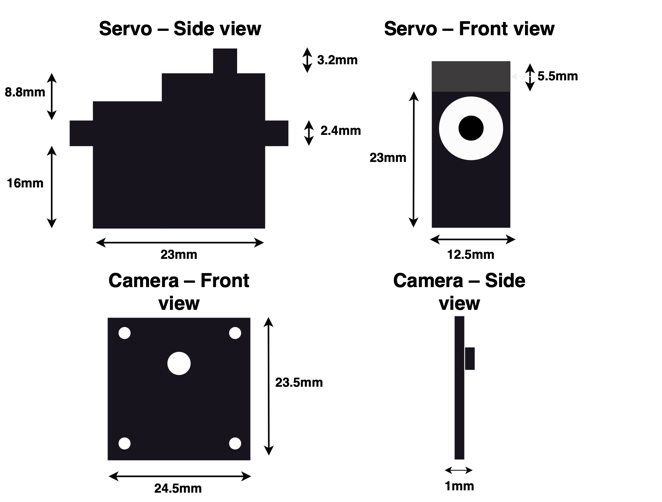 Servo – Side view
Servo – Front view
3.2mm
5.5mm
8.8mm
2.4mm
23mm
16mm
23mm
12.5mm
Camera – Front
view
Camera – Side
view
23.5mm
24.5mm
1mm